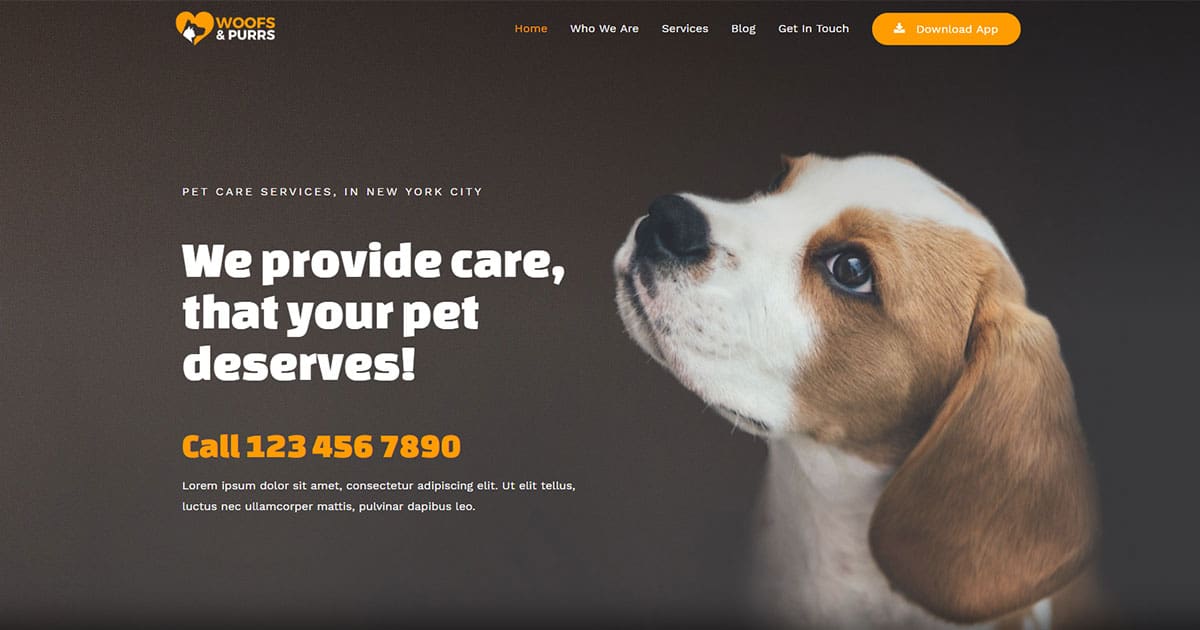 WOOFS
& PURRS
Home Who We Are Services Blog Get In Touch Download App
PET CARE SERVICES, IN NEW YORK CITY
We provide care,
that your pet
deserves!
Call 123 456 7890
Lorem ipsum dolor sit amet, consectetur adipiscing elit. Ut elit tellus,
luctus nec ullamcorper mattis, pulvinar dapibus leo.